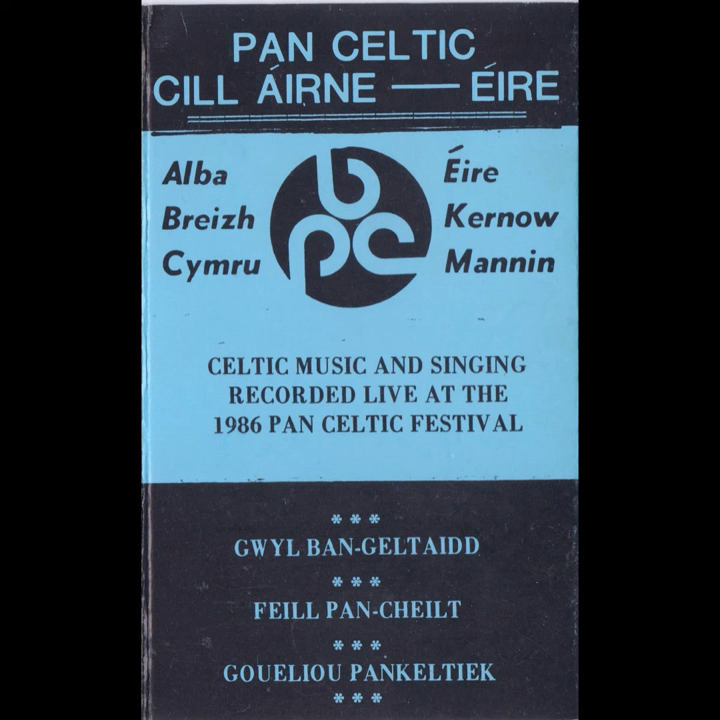 PAN CELTIC
CILL ÁIRNE — ÉIRE
Alba
Breizh
Cymru
bpc
Éire
Kernow
Mannin
CELTIC MUSIC AND SINGING
RECORDED LIVE AT THE
1986 PAN CELTIC FESTIVAL
***
GWYL BAN-GELTAIDD
***
FEILL PAN-CHEILT
***
GOUELIOU PANKELTIEK
***